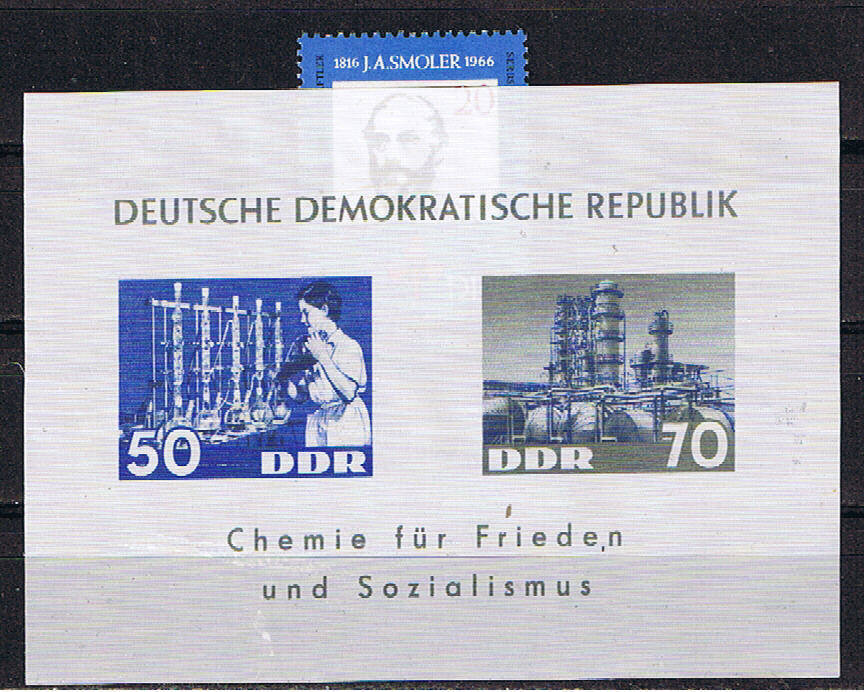 1816 J.A.SMOLER 1966
20
DEUTSCHE DEMOKRATISCHE REPUBLIK
50 DDR
DDR 70
Chemie für Frieden
und Sozialismus